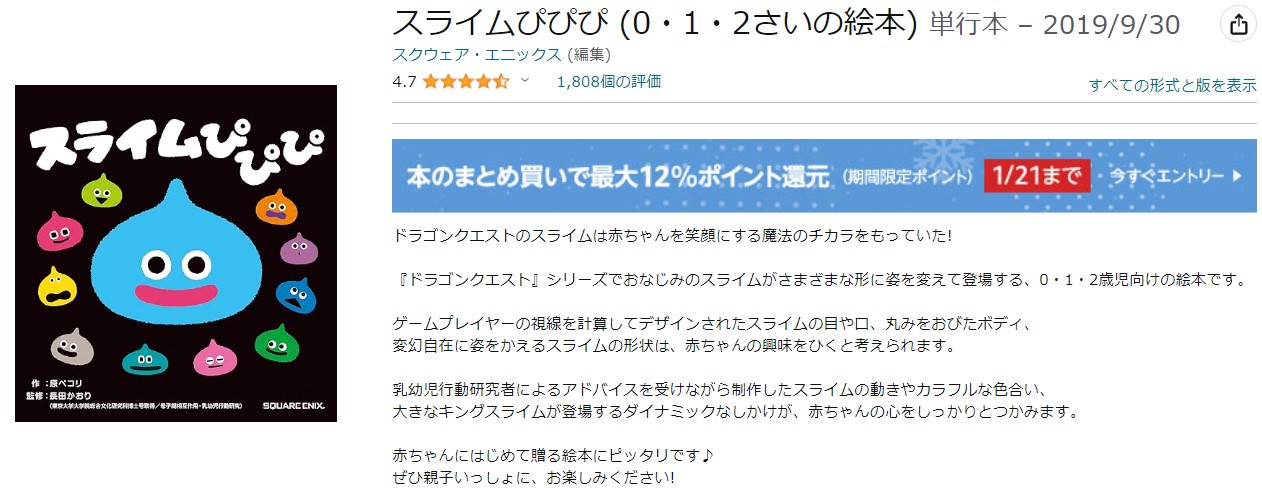 スライムぴぴぴ (0・1・2さいの絵本) 単行本 – 2019/9/30
スクウェア・エニックス (編集)
4.7
1,808個の評価
すべての形式と版を表示
本のまとめ買いで最大12%ポイント還元 (期間限定ポイント) 1/21まで 今すぐエントリー
ドラゴンクエストのスライムは赤ちゃんを笑顔にする魔法のチカラをもっていた!
『ドラゴンクエスト』シリーズでおなじみのスライムがさまざまな形に姿を変えて登場する、0・1・2歳児向けの絵本です。
ゲームプレイヤーの視線を計算してデザインされたスライムの目や口、丸みをおびたボディ、
変幻自在に姿をかえるスライムの形状は、赤ちゃんの興味をひくと考えられます。
乳幼児行動研究者によるアドバイスを受けながら制作したスライムの動きやカラフルな色合い、
大きなキングスライムが登場するダイナミックなしかけが、赤ちゃんの心をしっかりとつかみます。
赤ちゃんにはじめて贈る絵本にピッタリです♪
ぜひ親子いっしょに、お楽しみください!
スライムぴぴぴ
作:原ペコリ
監修:長田かおり
(東京大学大学院総合文化研究科博士号取得/母子間相互作用・乳幼児行動研究)
SQUARE ENIX.